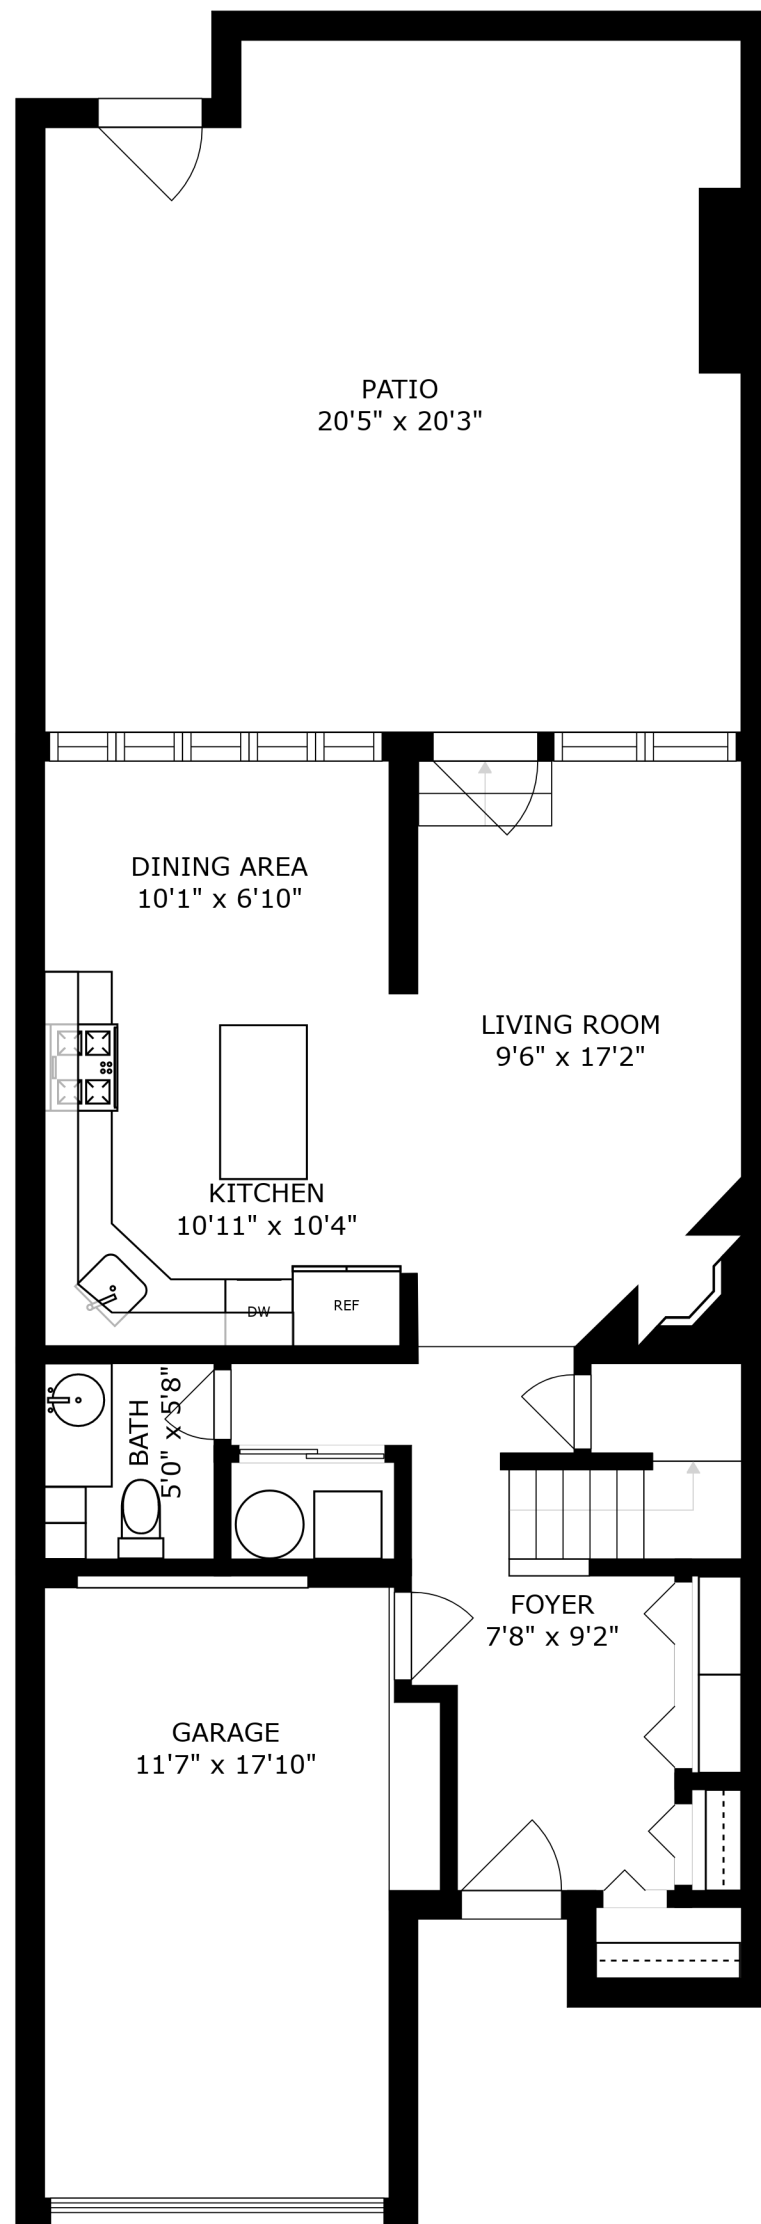 PATIO
20'5" x 20'3"
DINING AREA
10'1" x 6'10"
LIVING ROOM
9'6" x 17'2"
KITCHEN
10'11" x 10'4"
DW
REF
BATH
5'0" x 5'8"
FOYER
7'8" x 9'2"
GARAGE
11'7" x 17'10"